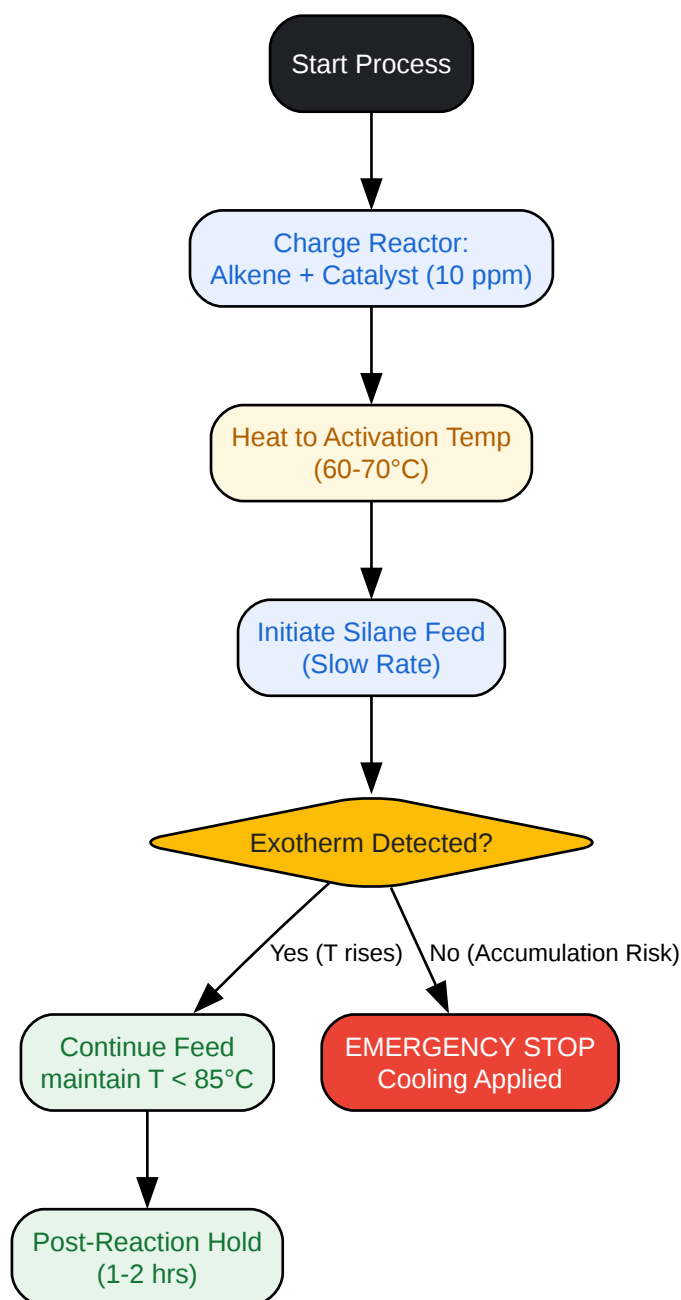 Start Process
Charge Reactor:
Alkene + Catalyst (10 ppm)
Heat to Activation Temp
(60-70°C)
Initiate Silane Feed
(Slow Rate)
Exotherm Detected?
Yes (T rises)
No (Accumulation Risk)
Continue Feed
maintain T < 85°C
EMERGENCY STOP
Cooling Applied
Post-Reaction Hold
(1-2 hrs)